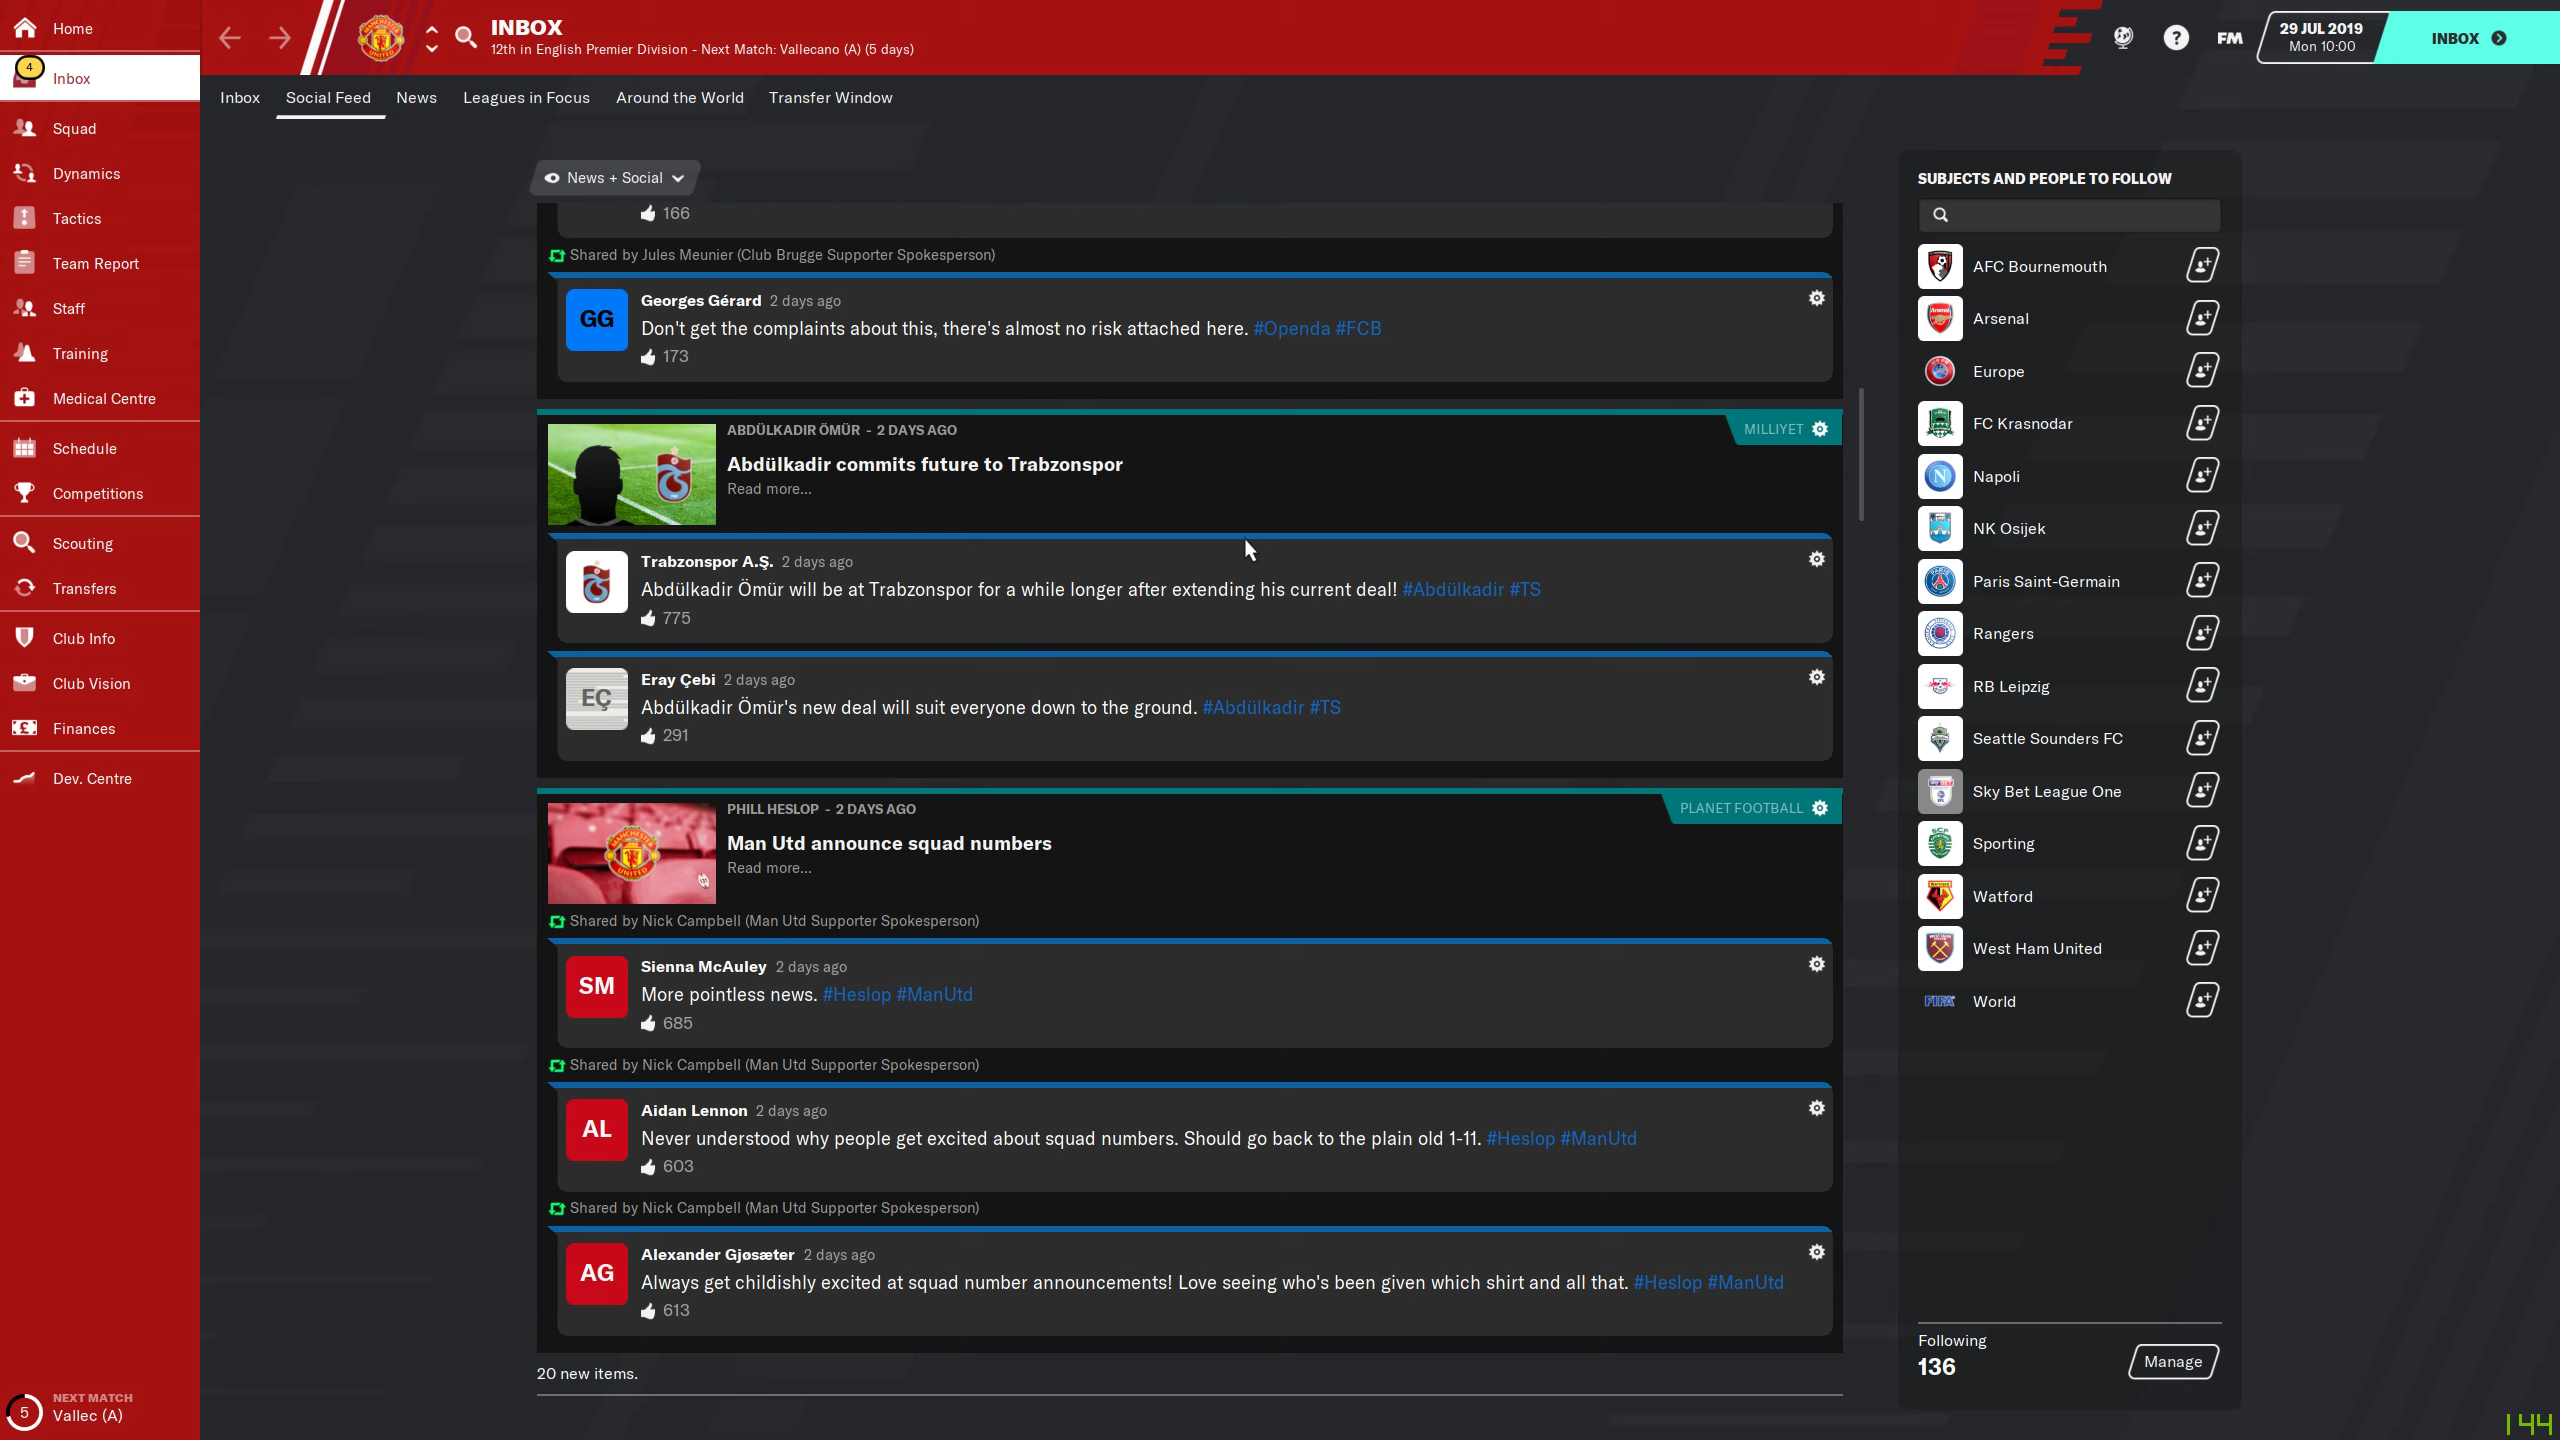 Home
4
Inbox
Squad
Dynamics
Tactics
Team Report
Staff
Training
Medical Centre
Schedule
Competitions
Scouting
Transfers
Club Info
Club Vision
Finances
Dev. Centre
NEXT MATCH
5
Vallec (A)
INBOX
12th in English Premier Division - Next Match: Vallecano (A) (5 days)
?
FM
29 JUL 2019
Mon 10:00
INBOX
Inbox
Social Feed
News
Leagues in Focus
Around the World
Transfer Window
News + Social
166
Shared by Jules Meunier (Club Brugge Supporter Spokesperson)
GG
Georges Gérard 2 days ago
Don't get the complaints about this, there's almost no risk attached here. #Openda #FCB
173
ABDÜLKADIR ÖMÜR - 2 DAYS AGO
MILLIYET
Abdülkadir commits future to Trabzonspor
Read more...
Trabzonspor A.Ş. 2 days ago
Abdülkadir Ömür will be at Trabzonspor for a while longer after extending his current deal! #Abdülkadir #TS
775
EÇ
Eray Çebi 2 days ago
Abdülkadir Ömür's new deal will suit everyone down to the ground. #Abdülkadir #TS
291
PHILL HESLOP - 2 DAYS AGO
PLANET FOOTBALL
Man Utd announce squad numbers
Read more...
MANCHESTER
UNITED
Shared by Nick Campbell (Man Utd Supporter Spokesperson)
SM
Sienna McAuley 2 days ago
More pointless news. #Heslop #ManUtd
685
Shared by Nick Campbell (Man Utd Supporter Spokesperson)
AL
Aidan Lennon 2 days ago
Never understood why people get excited about squad numbers. Should go back to the plain old 1-11. #Heslop #ManUtd
603
Shared by Nick Campbell (Man Utd Supporter Spokesperson)
AG
Alexander Gjøsæter 2 days ago
Always get childishly excited at squad number announcements! Love seeing who's been given which shirt and all that. #Heslop #ManUtd
613
20 new items.
SUBJECTS AND PEOPLE TO FOLLOW
AFC Bournemouth
Arsenal
Europe
FC Krasnodar
Napoli
NK Osijek
Paris Saint-Germain
Rangers
RB Leipzig
Seattle Sounders FC
Sky Bet League One
Sporting
Watford
West Ham United
FIFA
World
Following
136
Manage
144